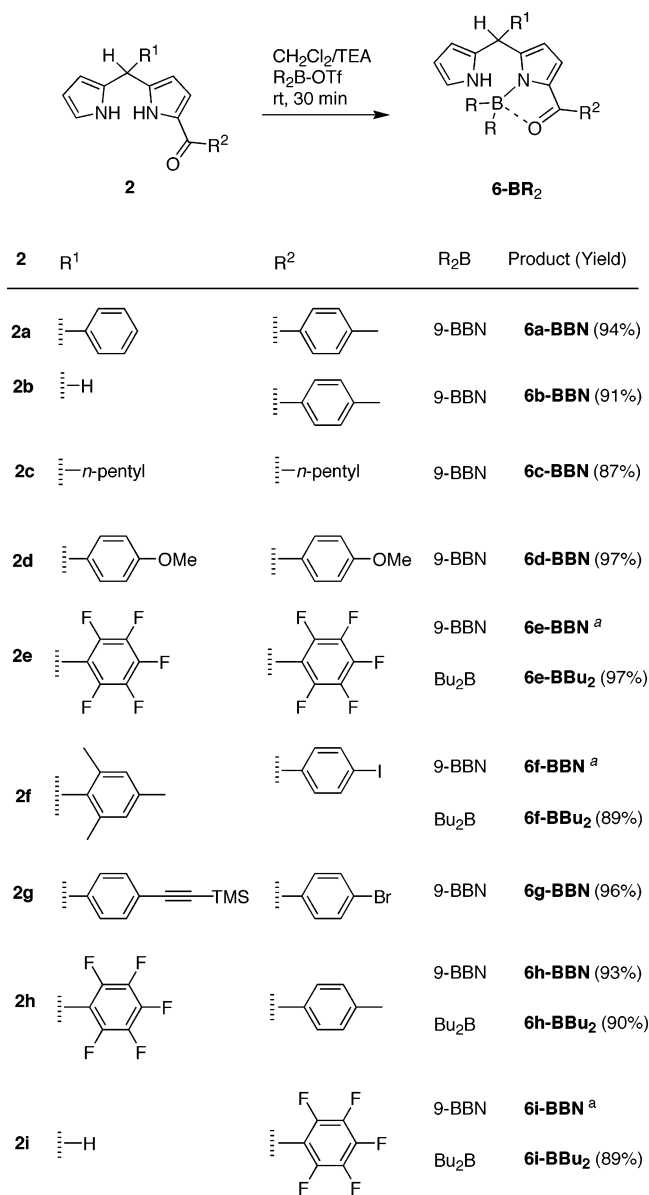 H R¹
NH HN
O R²
2
CH₂Cl₂/TEA
R₂B-OTf
rt, 30 min
H R¹
NH N
R B
R O R²
6-BR₂
2 R¹ R² R₂B Product (Yield)
2a 9-BBN 6a-BBN (94%)
2b H 9-BBN 6b-BBN (91%)
2c n-pentyl n-pentyl 9-BBN 6c-BBN (87%)
2d OMe OMe 9-BBN 6d-BBN (97%)
F F F F
9-BBN 6e-BBN ᵃ
2e F F
Bu₂B 6e-BBu₂ (97%)
F F F F
9-BBN 6f-BBN ᵃ
I
2f
Bu₂B 6f-BBu₂ (89%)
2g TMS Br 9-BBN 6g-BBN (96%)
F F
9-BBN 6h-BBN (93%)
2h F
Bu₂B 6h-BBu₂ (90%)
F F
F F
9-BBN 6i-BBN ᵃ
2i H F
Bu₂B 6i-BBu₂ (89%)
F F